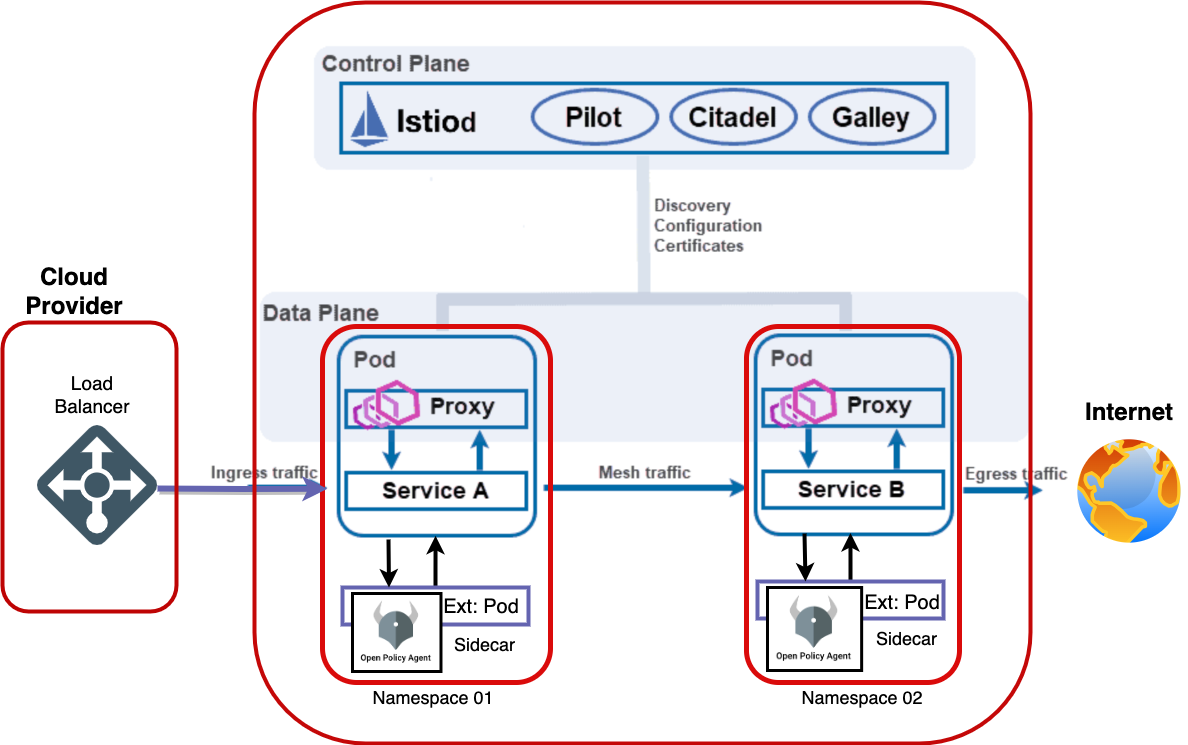 Control Plane
Istiod
Pilot
Citadel
Galley
Discovery
Configuration
Certificates
Cloud
Provider
Load
Balancer
Data Plane
Pod
Proxy
Service A
Pod
Proxy
Service B
Ingress traffic
Mesh traffic
Egress traffic
Internet
Ext: Pod
Open Policy Agent
Sidecar
Namespace 01
Ext: Pod
Open Policy Agent
Sidecar
Namespace 02